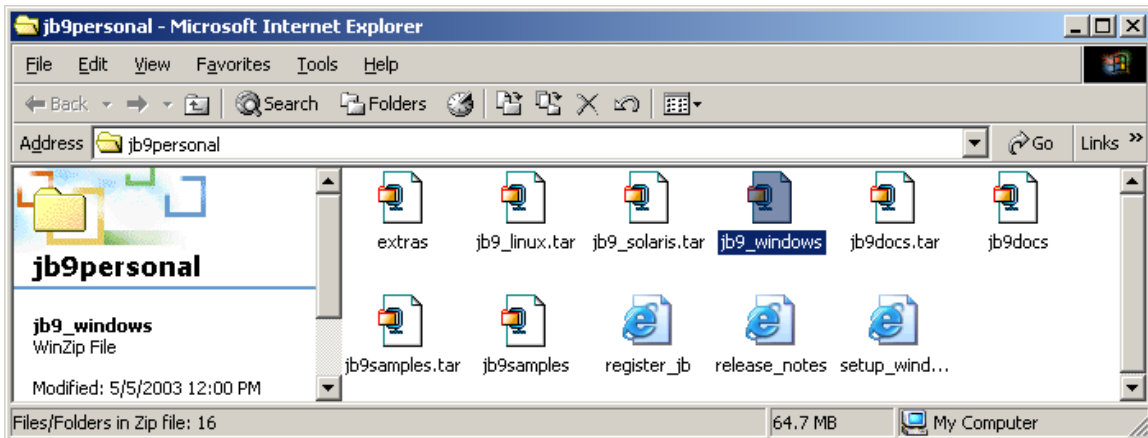 jb9personal - Microsoft Internet Explorer
File Edit View Favorites Tools Help
Back Search Folders
Address jb9personal Go Links »
extras jb9_linux.tar jb9_solaris.tar jb9_windows jb9docs.tar jb9docs
jb9personal
jb9_windows
WinZip File
Modified: 5/5/2003 12:00 PM
jb9samples.tar jb9samples register_jb release_notes setup_wind...
Files/Folders in Zip file: 16 64.7 MB My Computer